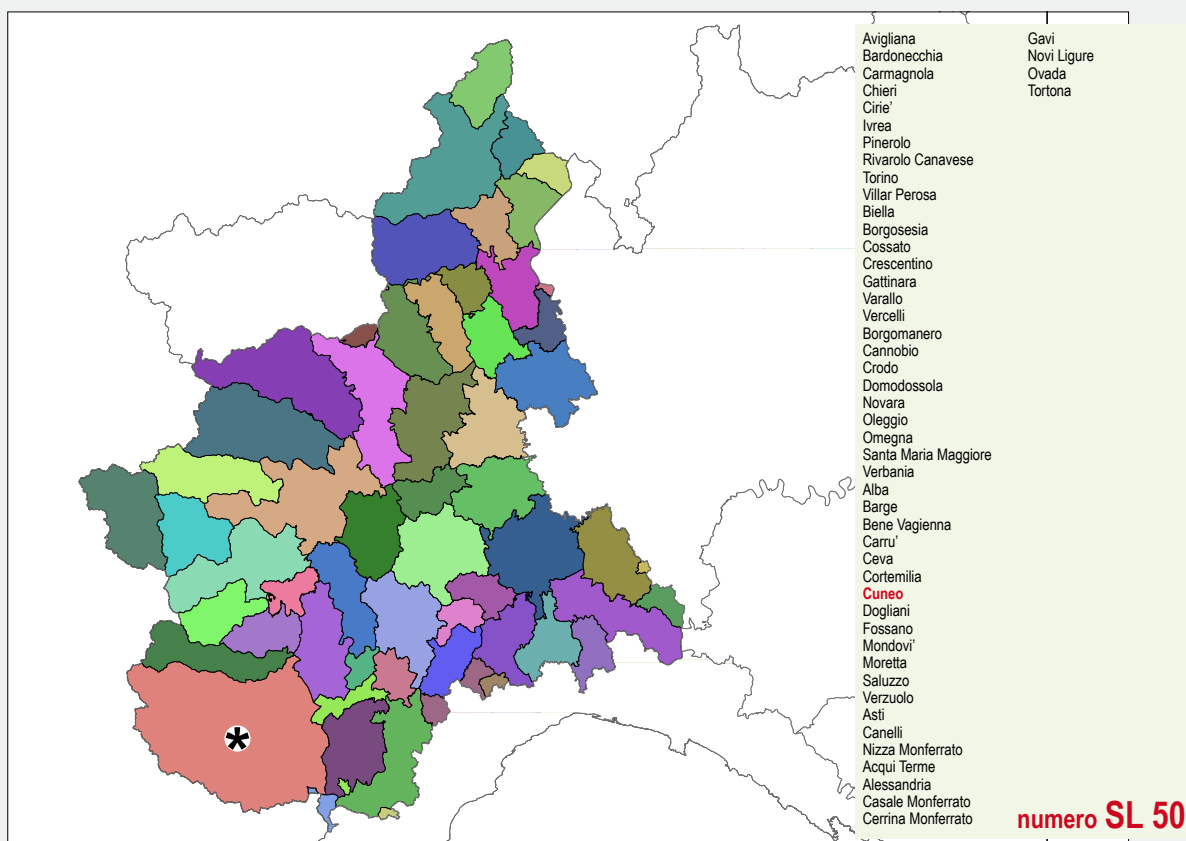 Avigliana
Bardonecchia
Carmagnola
Chieri
Cirie'
Ivrea
Pinerolo
Rivarolo Canavese
Torino
Villar Perosa
Biella
Borgosesia
Cossato
Crescentino
Gattinara
Varallo
Vercelli
Borgomanero
Cannobio
Crodo
Domodossola
Novara
Oleggio
Omegna
Santa Maria Maggiore
Verbania
Alba
Barge
Bene Vagienna
Carru'
Ceva
Cortemilia
Cuneo
Dogliani
Fossano
Mondovi'
Moretta
Saluzzo
Verzuolo
Asti
Canelli
Nizza Monferrato
Acqui Terme
Alessandria
Casale Monferrato
Cerrina Monferrato
Gavi
Novi Ligure
Ovada
Tortona
numero SL 50
*